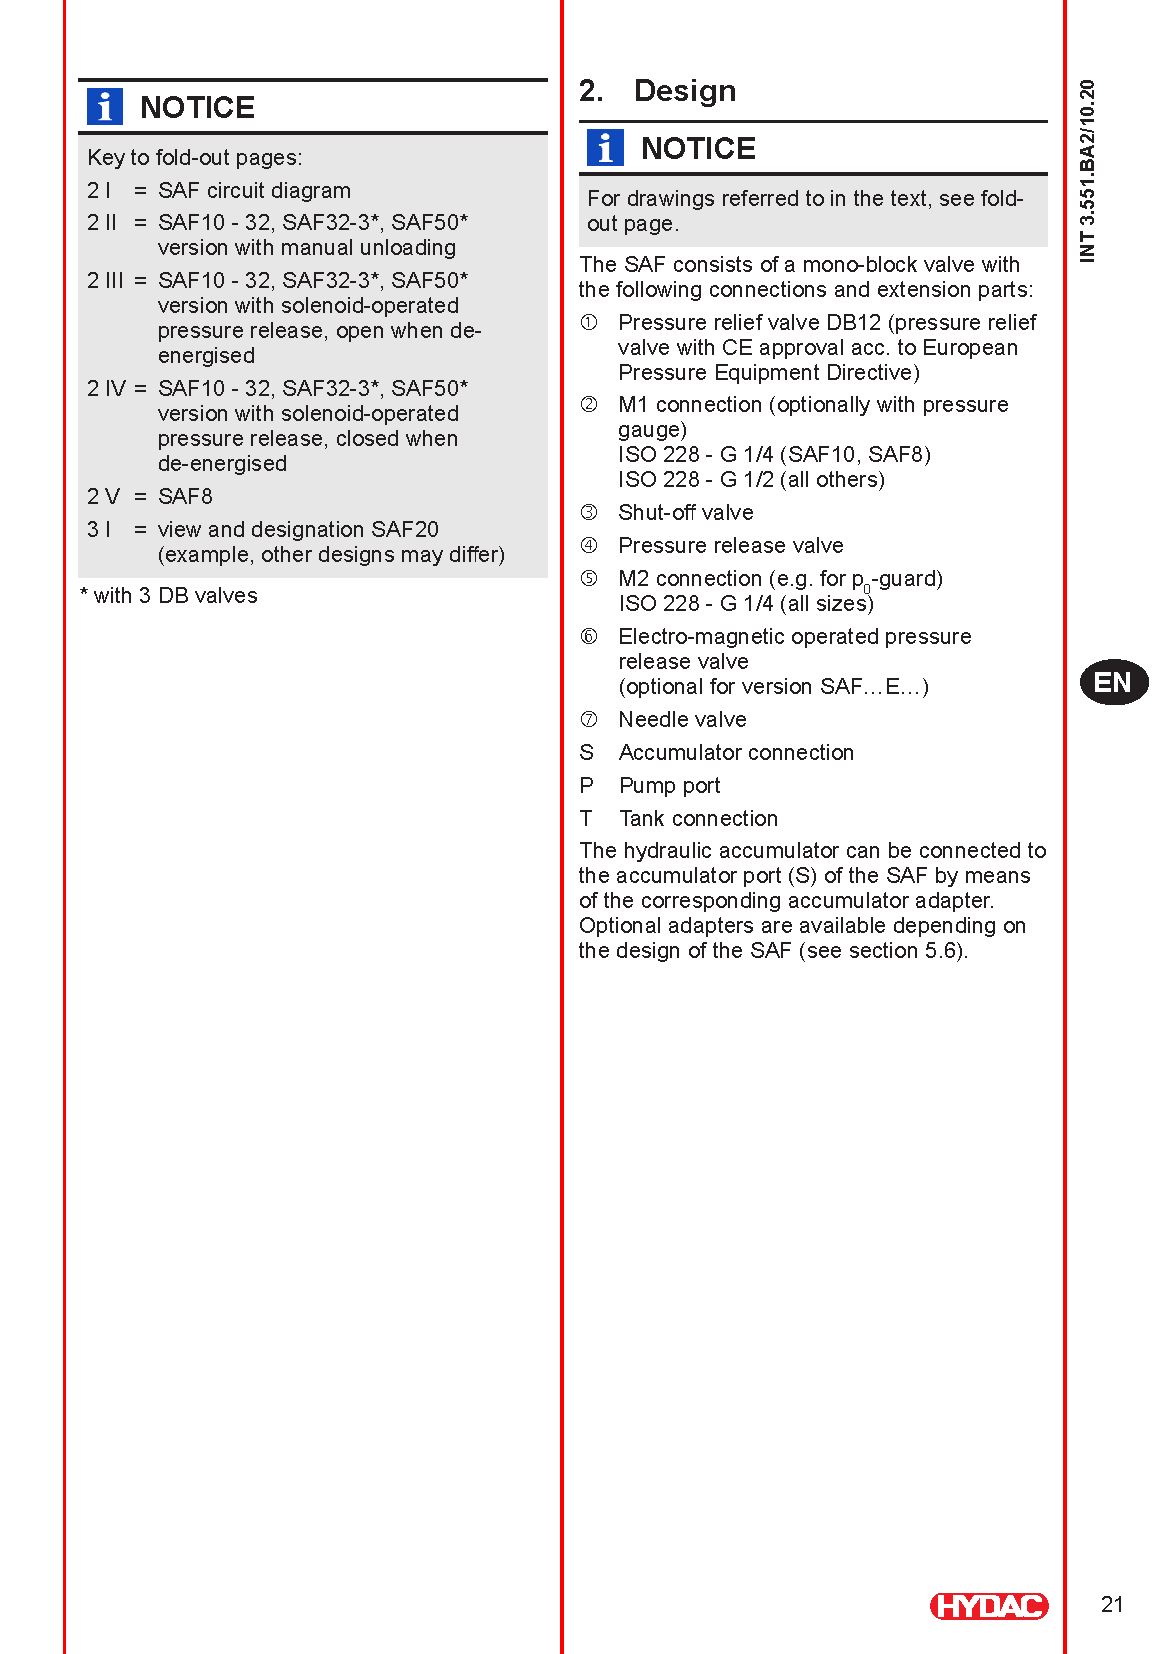 NOTICE
Key to fold-out pages:
2 I = SAF circuit diagram
2 II = SAF10 - 32, SAF32-3*, SAF50*
version with manual unloading
2 III = SAF10 - 32, SAF32-3*, SAF50*
version with solenoid-operated
pressure release, open when de-
energised
2 IV = SAF10 - 32, SAF32-3*, SAF50*
version with solenoid-operated
pressure release, closed when
de-energised
2 V = SAF8
3 I = view and designation SAF20
(example, other designs may differ)
* with 3 DB valves
2. Design
NOTICE
For drawings referred to in the text, see fold-
out page.
The SAF consists of a mono-block valve with
the following connections and extension parts:
① Pressure relief valve DB12 (pressure relief
valve with CE approval acc. to European
Pressure Equipment Directive)
② M1 connection (optionally with pressure
gauge)
ISO 228 - G 1/4 (SAF10, SAF8)
ISO 228 - G 1/2 (all others)
③ Shut-off valve
④ Pressure release valve
⑤ M2 connection (e.g. for p₀-guard)
ISO 228 - G 1/4 (all sizes)
⑥ Electro-magnetic operated pressure
release valve
(optional for version SAF…E…)
⑦ Needle valve
S Accumulator connection
P Pump port
T Tank connection
The hydraulic accumulator can be connected to
the accumulator port (S) of the SAF by means
of the corresponding accumulator adapter.
Optional adapters are available depending on
the design of the SAF (see section 5.6).
INT 3.551.BA2/10.20
EN
HYDAC
21